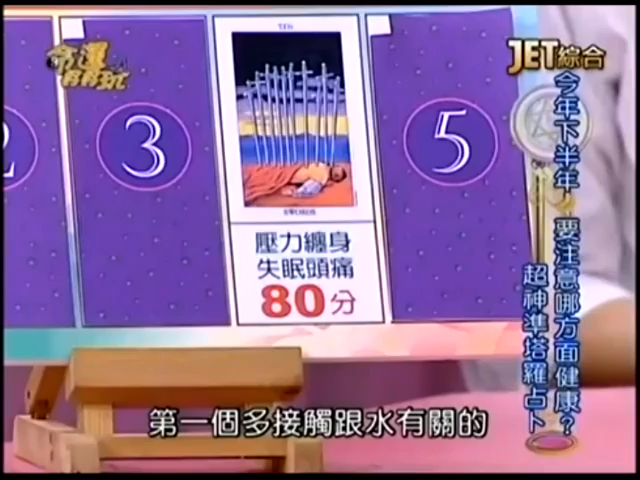 命運好好玩
JET綜合
今年下半年 要注意哪方面健康?
超神準塔羅占卜
2
3
TEN
SWORDS
壓力纏身
失眠頭痛
80分
5
第一個多接觸跟水有關的